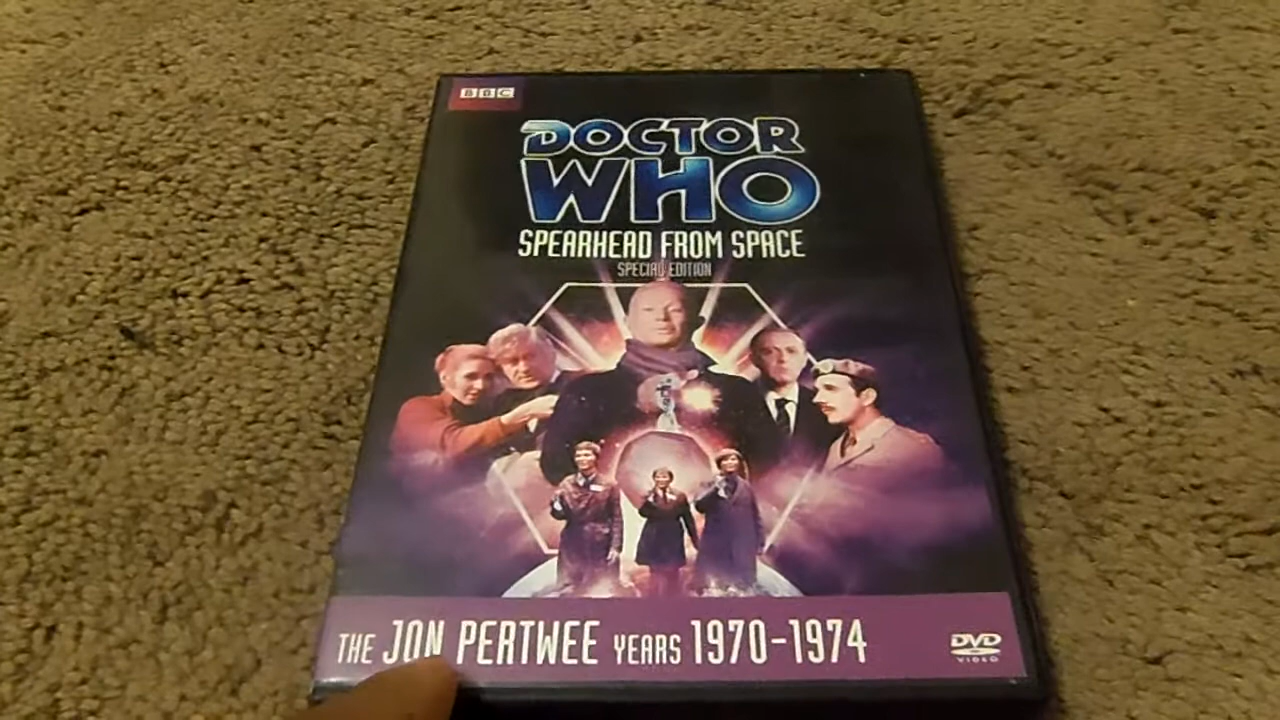 BBC
DOCTOR
WHO
SPEARHEAD FROM SPACE
SPECIAL EDITION
THE JON PERTWEE YEARS 1970-1974
DVD
VIDEO